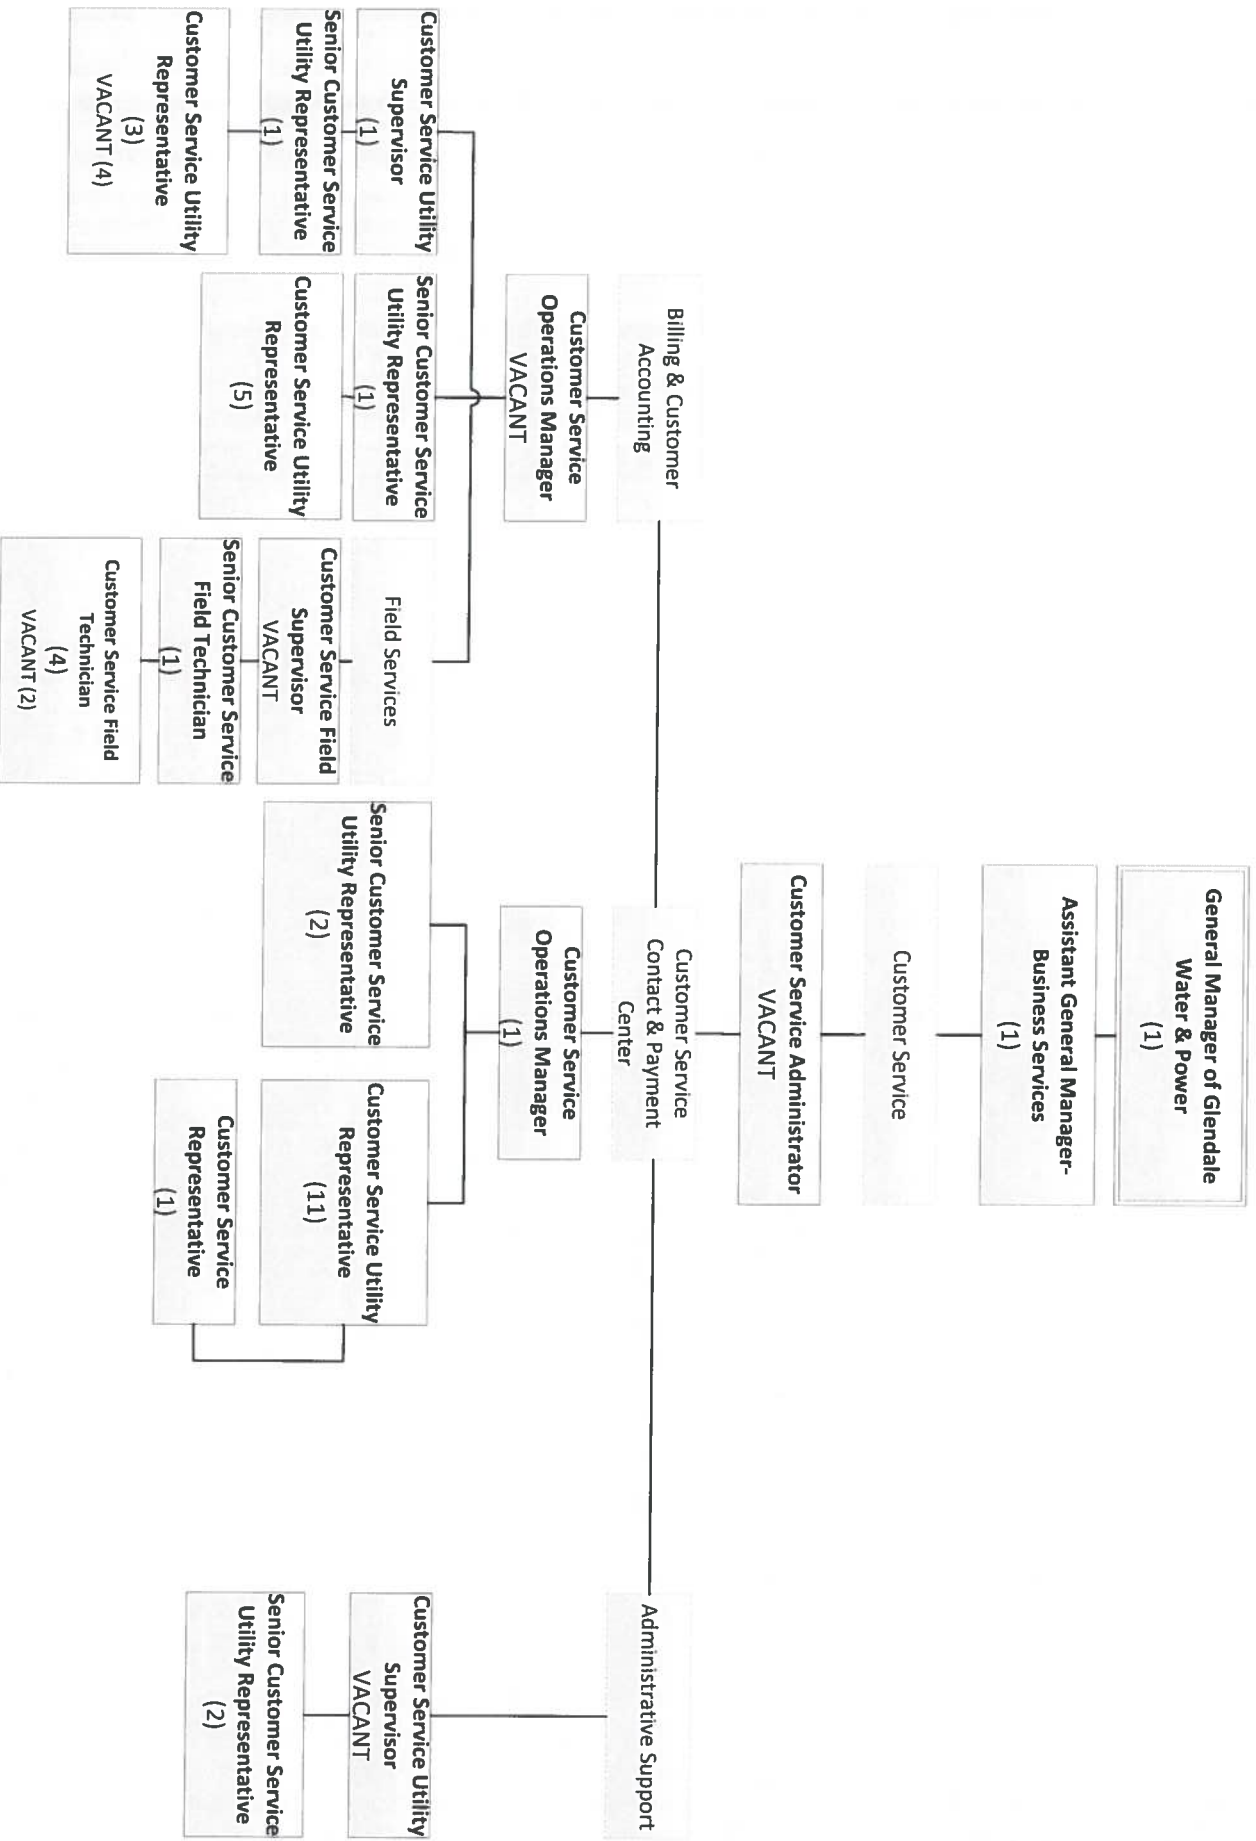 General Manager of Glendale
Water & Power
(1)
Assistant General Manager-
Business Services
(1)
Customer Service
Customer Service Administrator
VACANT
Billing & Customer
Accounting
Customer Service
Operations Manager
VACANT
Customer Service Utility
Supervisor
(1)
Senior Customer Service
Utility Representative
(1)
Customer Service Utility
Representative
(3)
VACANT (4)
Senior Customer Service
Utility Representative
(1)
Customer Service Utility
Representative
(5)
Field Services
Customer Service Field
Supervisor
VACANT
Senior Customer Service
Field Technician
(1)
Customer Service Field
Technician
(4)
VACANT (2)
Customer Service
Contact & Payment
Center
Customer Service
Operations Manager
(1)
Senior Customer Service
Utility Representative
(2)
Customer Service Utility
Representative
(11)
Customer Service
Representative
(1)
Administrative Support
Customer Service Utility
Supervisor
VACANT
Senior Customer Service
Utility Representative
(2)